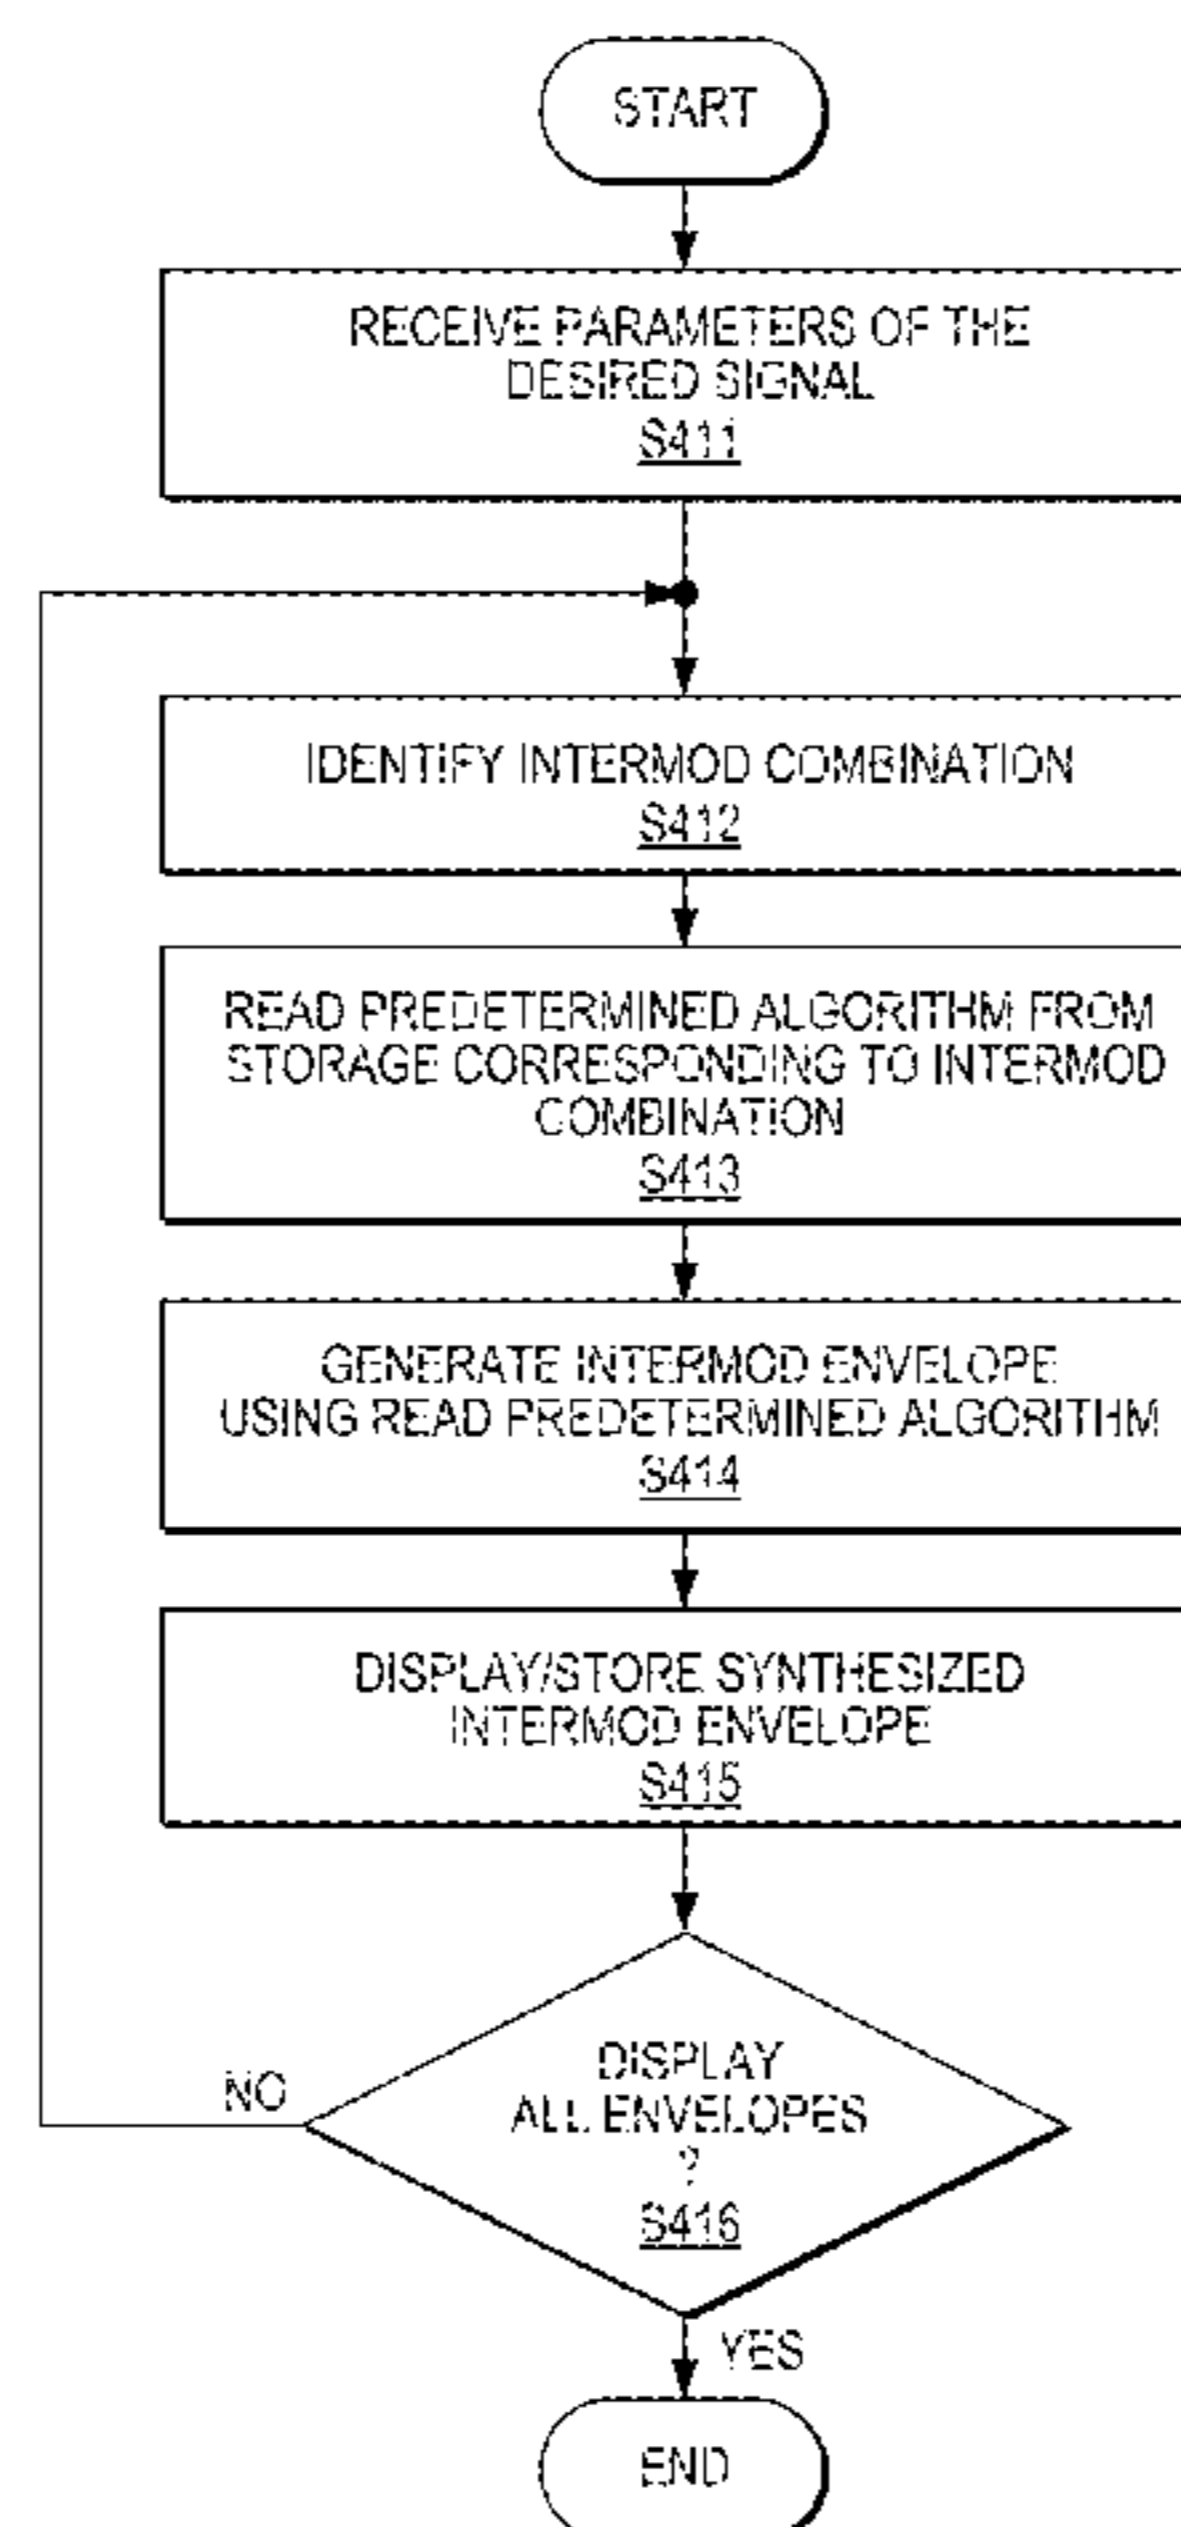 START
RECEIVE PARAMETERS OF THE
DESIRED SIGNAL
S411
IDENTIFY INTERMOD COMBINATION
S412
READ PREDETERMINED ALGORITHM FROM
STORAGE CORRESPONDING TO INTERMOD
COMBINATION
S413
GENERATE INTERMOD ENVELOPE
USING READ PREDETERMINED ALGORITHM
S414
DISPLAY/STORE SYNTHESIZED
INTERMOD ENVELOPE
S415
DISPLAY
ALL ENVELOPES
?
S416
NO
YES
END